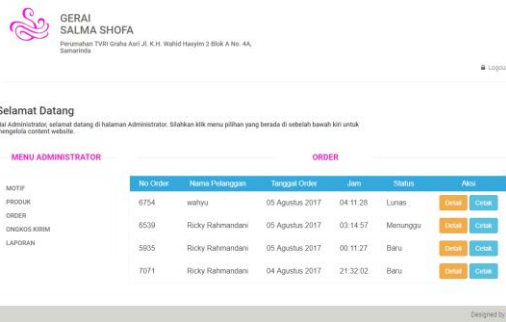 GERAI
SALMA SHOFA
Perumahan TVRI Graha Asri Jl. K.H. Wahid Hasyim 2 Blok A No. 4A,
Samarinda
Logou
Selamat Datang
Hai Administrator, selamat datang di halaman Administrator. Silahkan klik menu pilihan yang berada di sebelah bawah kiri untuk
mengelola content website.
MENU ADMINISTRATOR
MOTIF
PRODUK
ORDER
ONGKOS KIRIM
LAPORAN
ORDER
No Order Nama Pelanggan Tanggal Order Jam Status Aksi
6754 wahyu 05 Agustus 2017 04:11:28 Lunas Detail Cetak
6539 Ricky Rahmandani 05 Agustus 2017 03:14:57 Menunggu Detail Cetak
5935 Ricky Rahmandani 05 Agustus 2017 00:11:27 Baru Detail Cetak
7071 Ricky Rahmandani 04 Agustus 2017 21:32:02 Baru Detail Cetak
Designed by